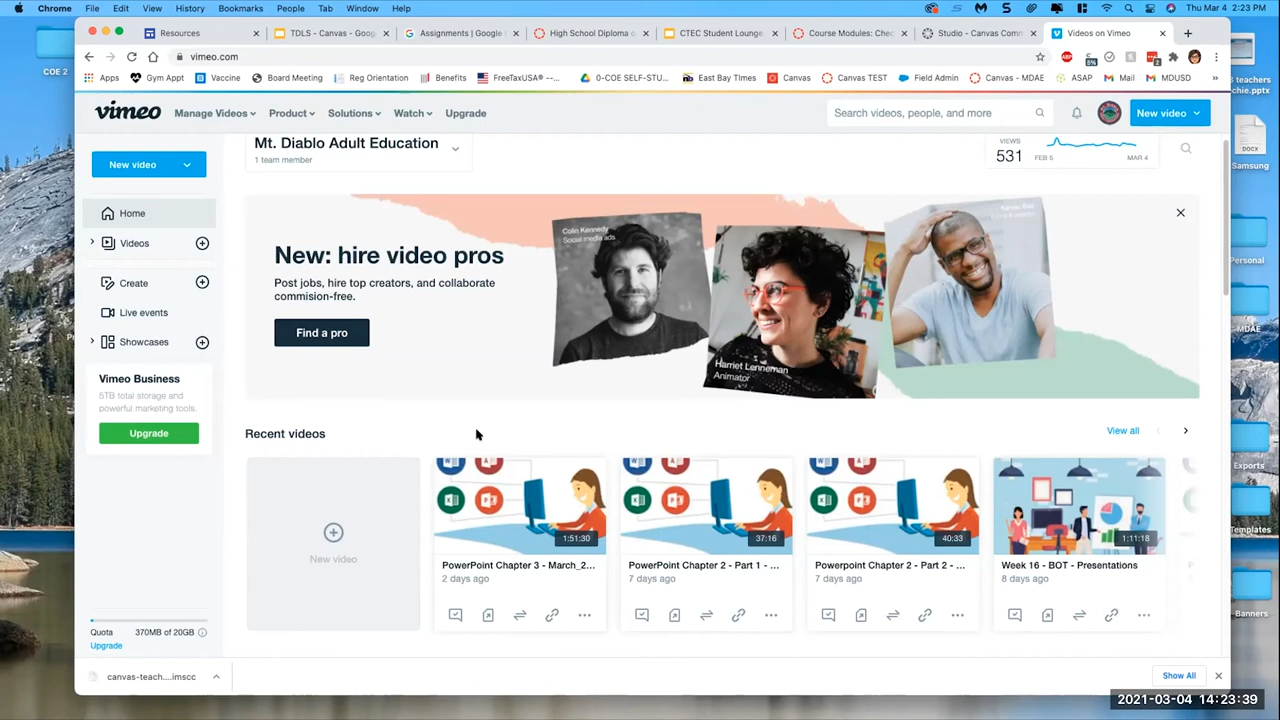 Chrome File Edit View History Bookmarks People Tab Window Help Thu Mar 4 2:23 PM
Resources TDLS - Canvas - Goog Assignments | Google High School Diploma o CTEC Student Lounge Course Modules: Chec Studio - Canvas Comm Videos on Vimeo
vimeo.com
Apps Gym Appt Vaccine Board Meeting Reg Orientation Benefits FreeTaxUSA®--... 0-COE SELF-STU... East Bay TImes Canvas Canvas TEST Field Admin Canvas - MDAE ASAP Mail MDUSD »
COE 2
teachers
chie.pptx
DOCX
Samsung
Personal
MDAE
Exports
Templates
Banners
vimeo Manage Videos Product Solutions Watch Upgrade Search videos, people, and more New video
New video
Home
Videos
Create
Live events
Showcases
Vimeo Business
5TB total storage and
powerful marketing tools.
Upgrade
Quota 370MB of 20GB
Upgrade
Mt. Diablo Adult Education
1 team member
VIEWS
531
FEB 5 MAR 4
New: hire video pros
Post jobs, hire top creators, and collaborate
commision-free.
Find a pro
Colin Kennedy
Social media ads
Harriet Lenneman
Animator
Recent videos View all
New video
1:51:30
PowerPoint Chapter 3 - March_2...
2 days ago
37:16
PowerPoint Chapter 2 - Part 1 - ...
7 days ago
40:33
Powerpoint Chapter 2 - Part 2 - ...
7 days ago
1:11:18
Week 16 - BOT - Presentations
8 days ago
canvas-teach....imscc Show All
2021-03-04 14:23:39